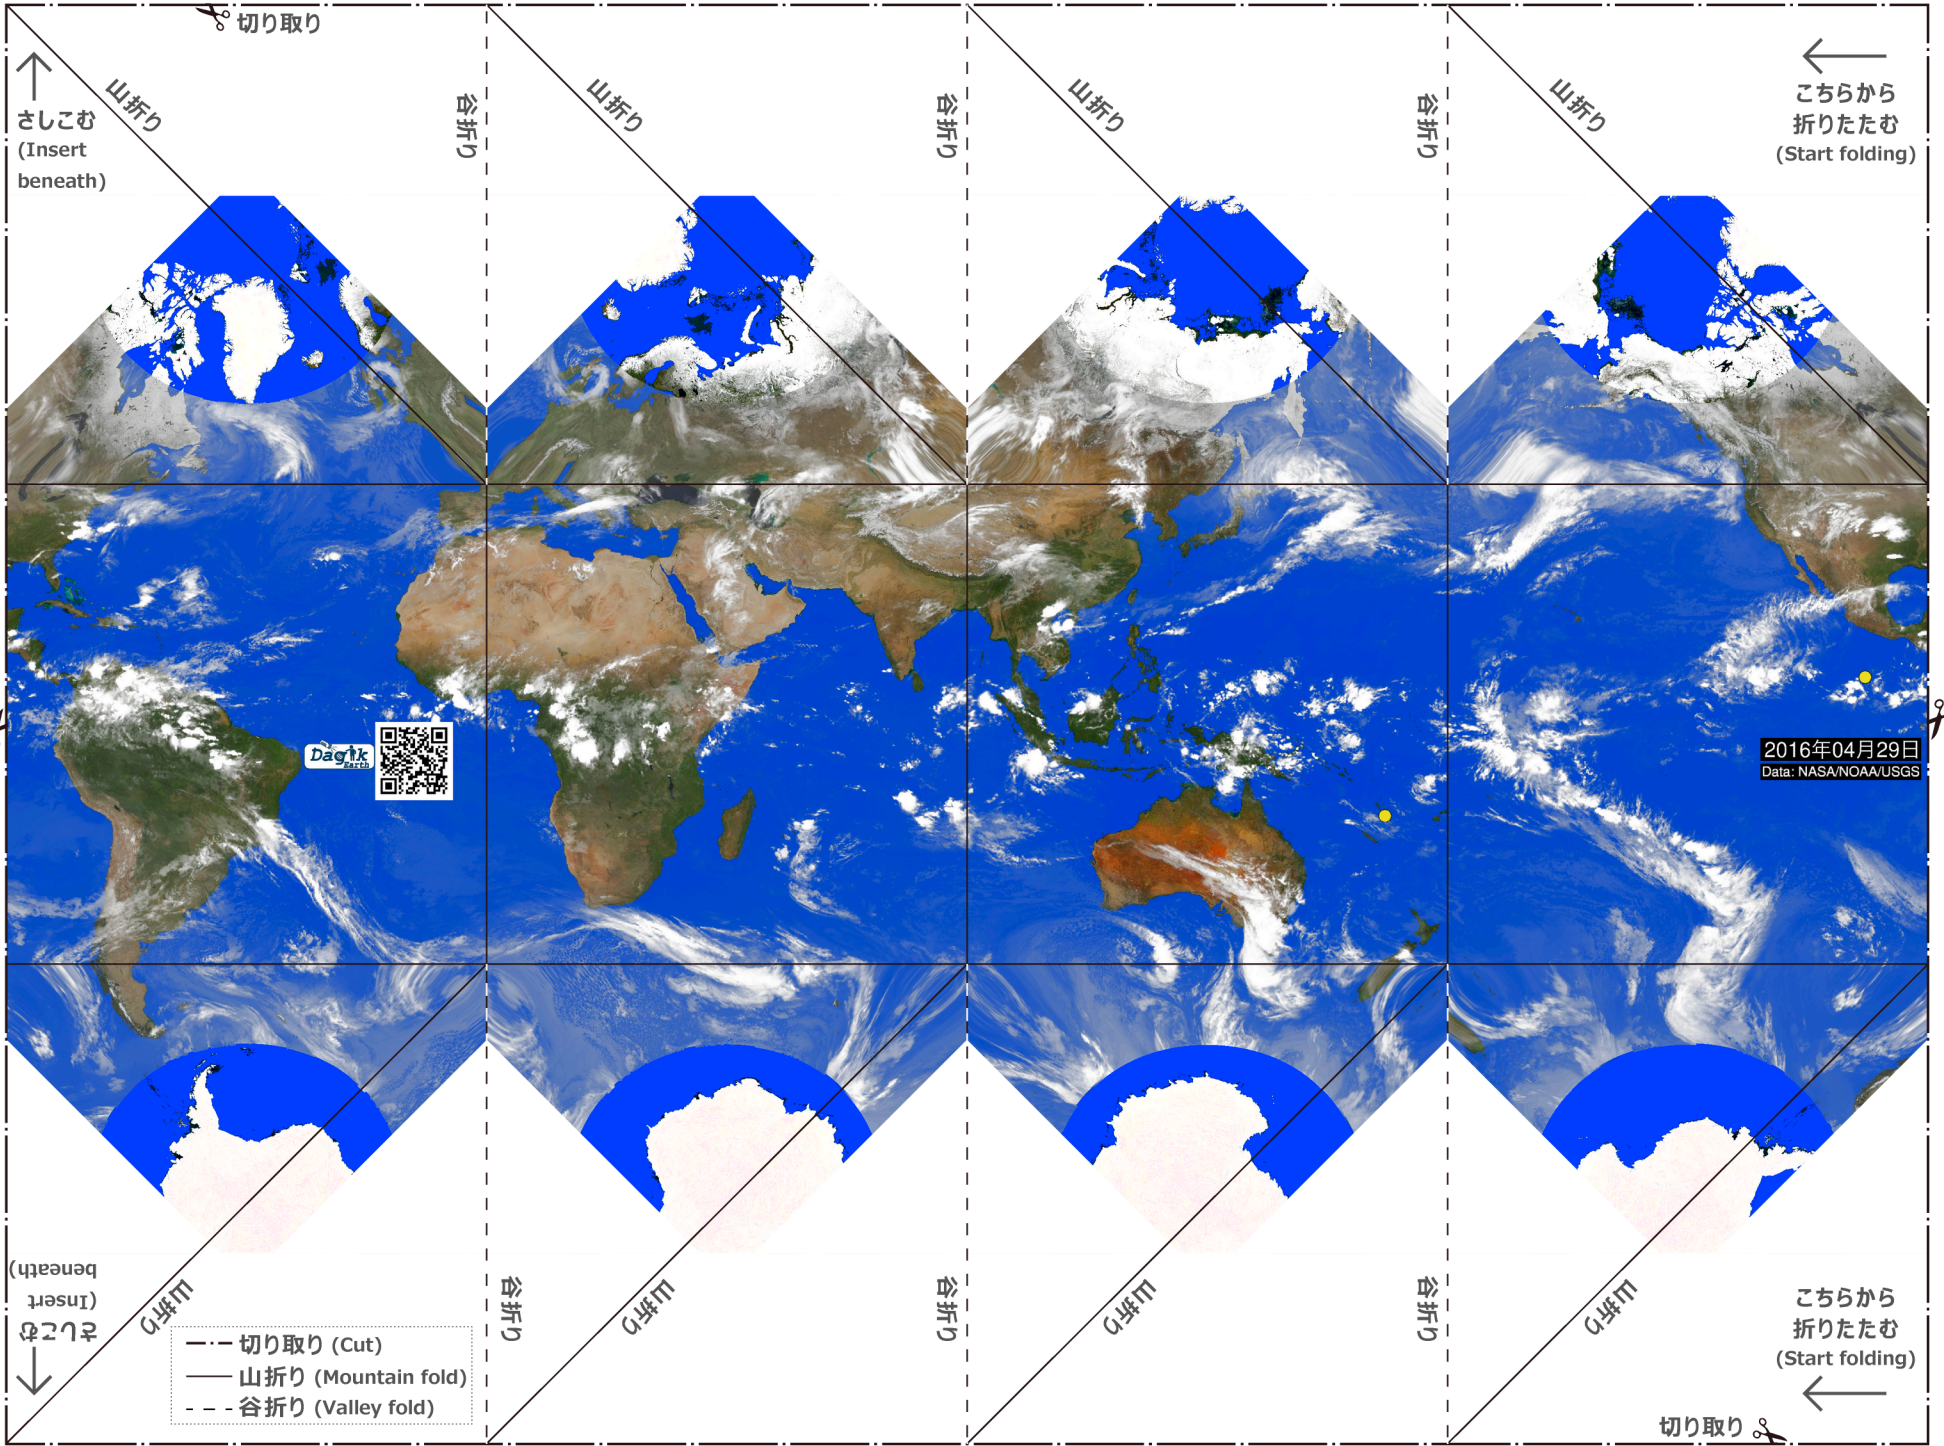 切り取り
山折り
谷折り
山折り
谷折り
山折り
谷折り
山折り
さしこむ
(Insert
beneath)
こちらから
折りたたむ
(Start folding)
Dagik
Earth
2016年04月29日
Data: NASA/NOAA/USGS
さしこむ
(Insert
beneath)
山折り
谷折り
山折り
谷折り
山折り
谷折り
山折り
こちらから
折りたたむ
(Start folding)
切り取り (Cut)
山折り (Mountain fold)
谷折り (Valley fold)
切り取り